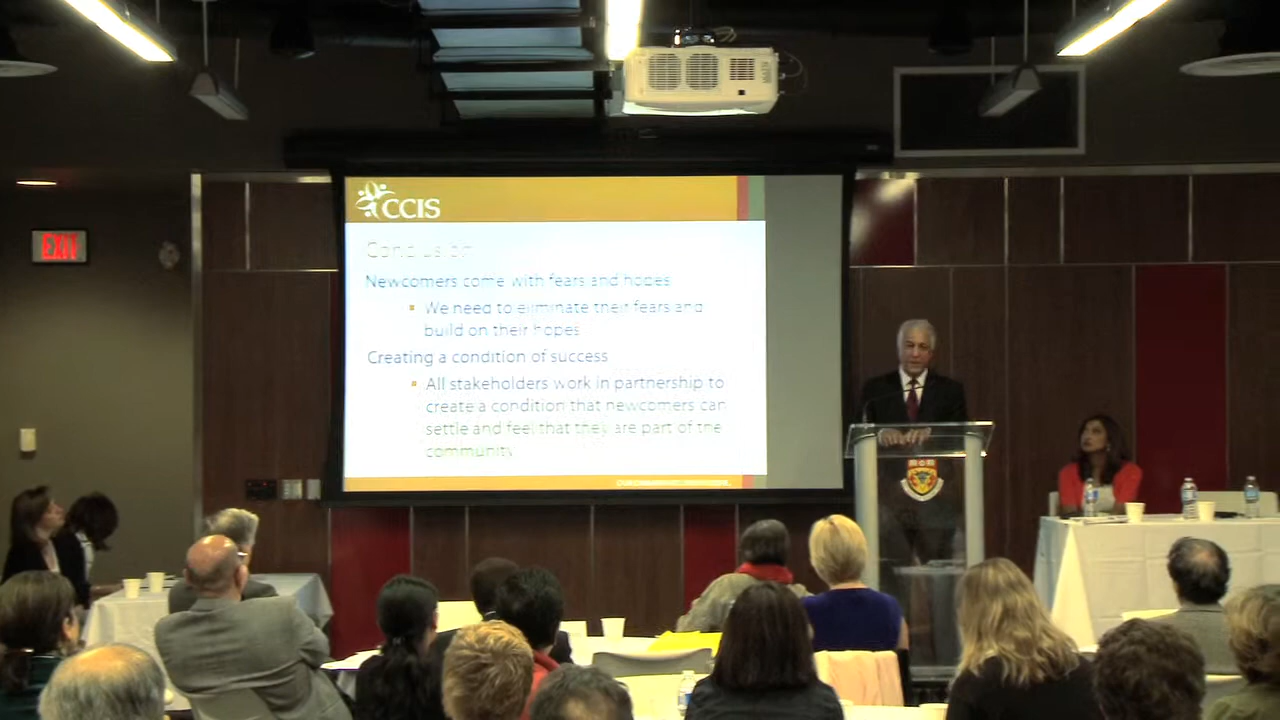 EXIT
CCIS
Conclusion
Newcomers come with fears and hopes
We need to eliminate their fears and
build on their hopes
Creating a condition of success
All stakeholders work in partnership to
create a condition that newcomers can
settle and feel that they are part of the
community